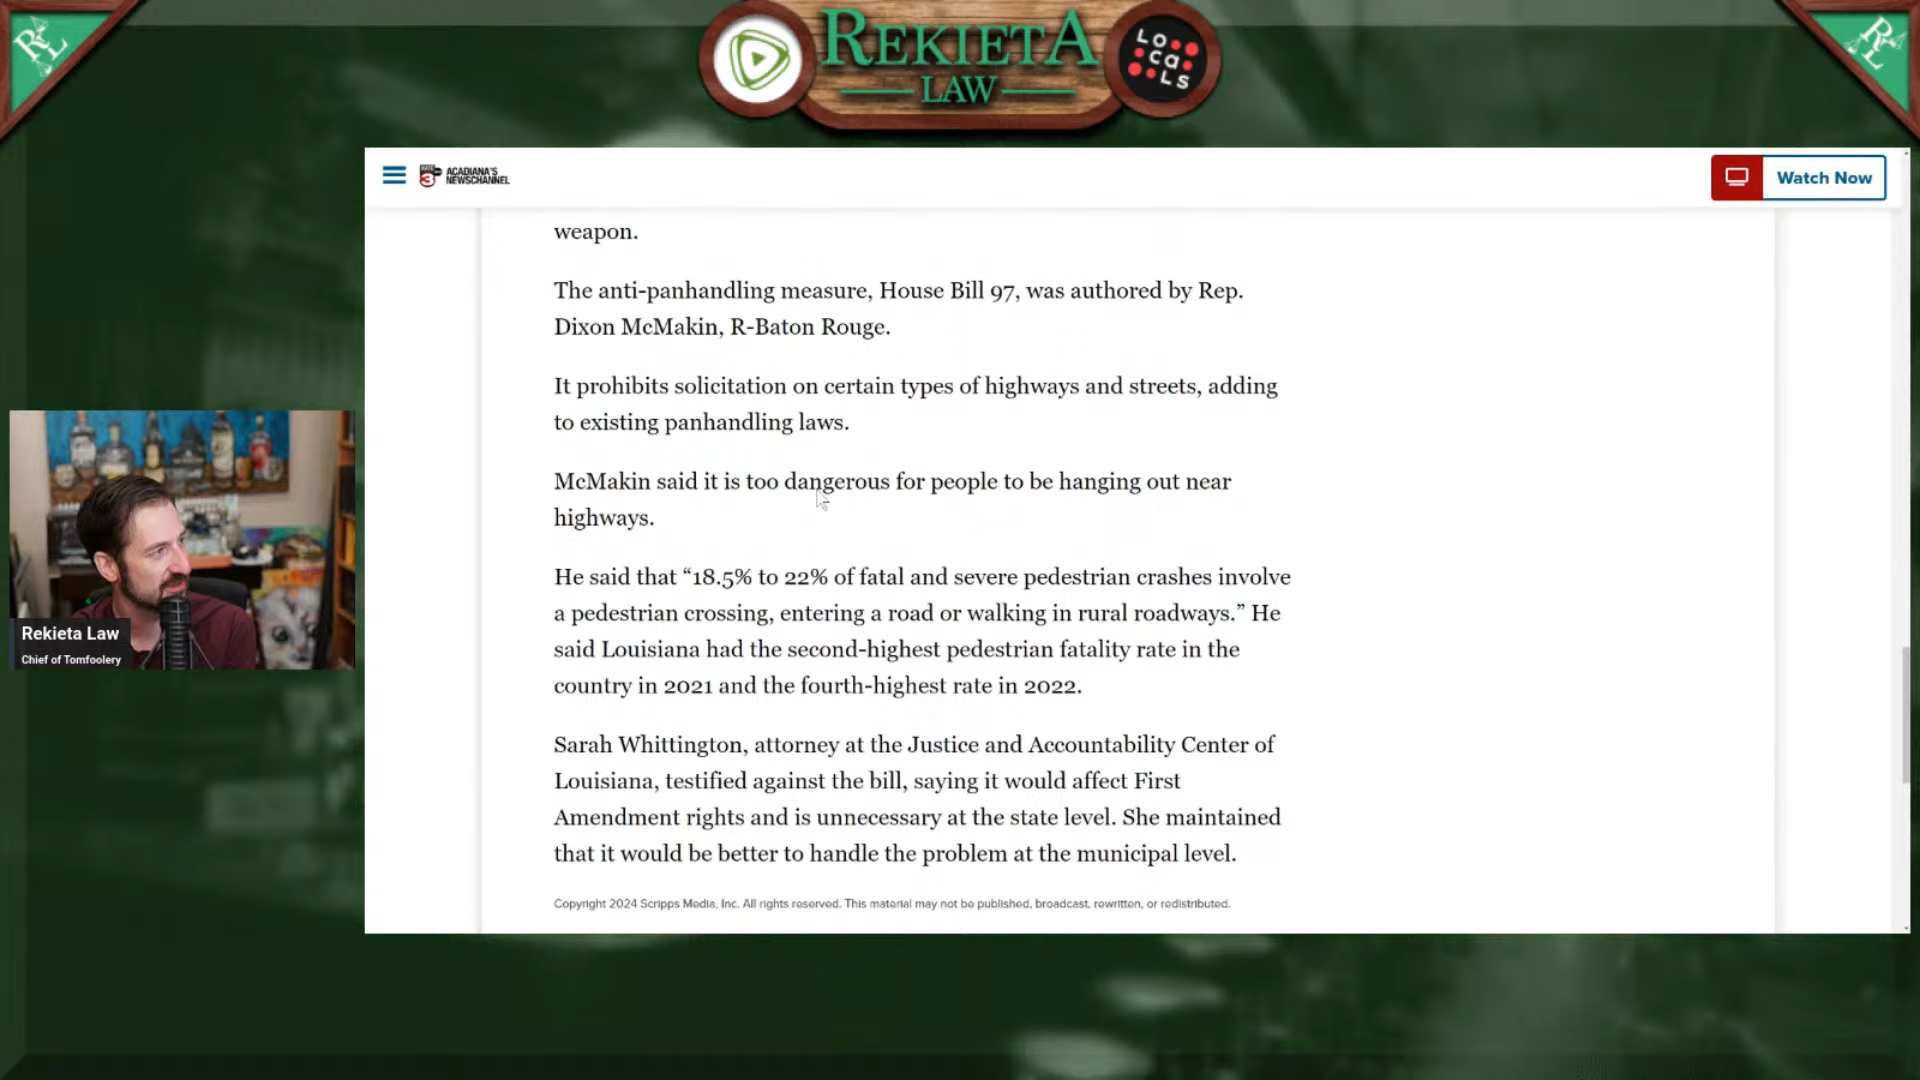 REKIETA
LAW
LOcaLS
RL
RL
KATC 3
ACADIANA'S
NEWSCHANNEL
Watch Now
weapon.
The anti-panhandling measure, House Bill 97, was authored by Rep.
Dixon McMakin, R-Baton Rouge.
It prohibits solicitation on certain types of highways and streets, adding
to existing panhandling laws.
McMakin said it is too dangerous for people to be hanging out near
highways.
He said that “18.5% to 22% of fatal and severe pedestrian crashes involve
a pedestrian crossing, entering a road or walking in rural roadways.” He
said Louisiana had the second-highest pedestrian fatality rate in the
country in 2021 and the fourth-highest rate in 2022.
Sarah Whittington, attorney at the Justice and Accountability Center of
Louisiana, testified against the bill, saying it would affect First
Amendment rights and is unnecessary at the state level. She maintained
that it would be better to handle the problem at the municipal level.
Copyright 2024 Scripps Media, Inc. All rights reserved. This material may not be published, broadcast, rewritten, or redistributed.
Rekieta Law
Chief of Tomfoolery